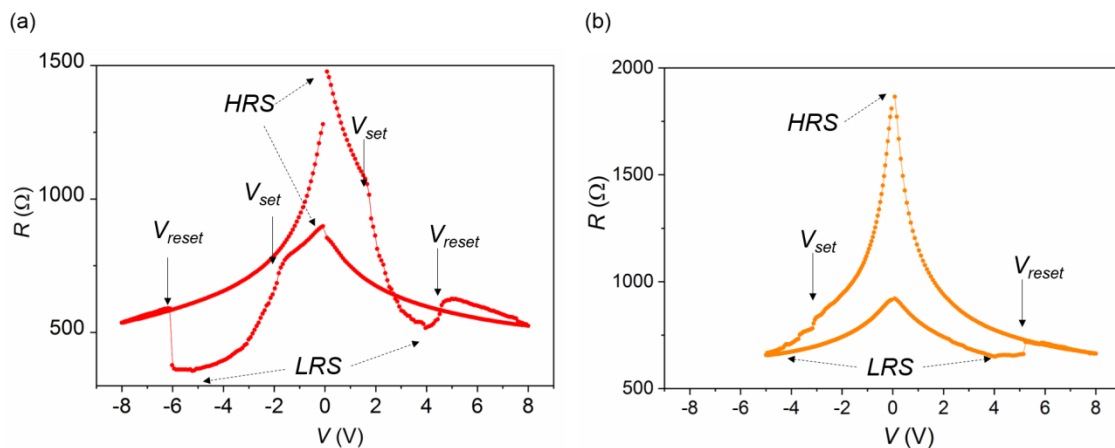 (a)
1500
1000
500
R (Ω)
HRS
V_set
V_set
V_reset
V_reset
LRS
-8 -6 -4 -2 0 2 4 6 8
V (V)
(b)
2000
1500
1000
500
R (Ω)
HRS
V_set
V_reset
LRS
-8 -6 -4 -2 0 2 4 6 8
V (V)